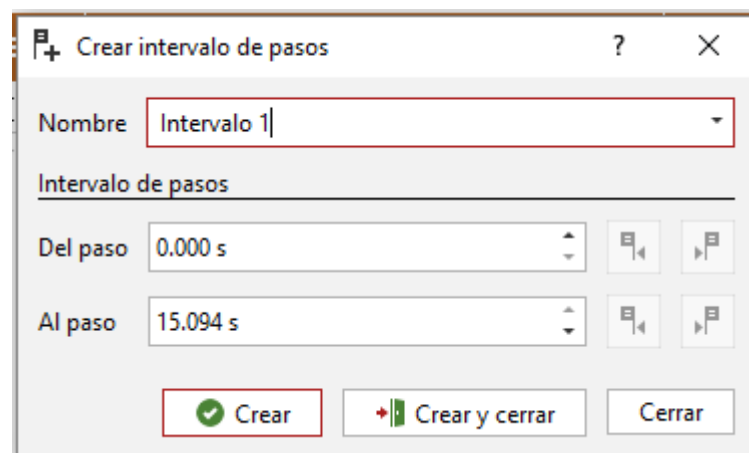 Crear intervalo de pasos ?
Nombre Intervalo 1
Intervalo de pasos
Del paso 0.000 s
Al paso 15.094 s
Crear Crear y cerrar Cerrar